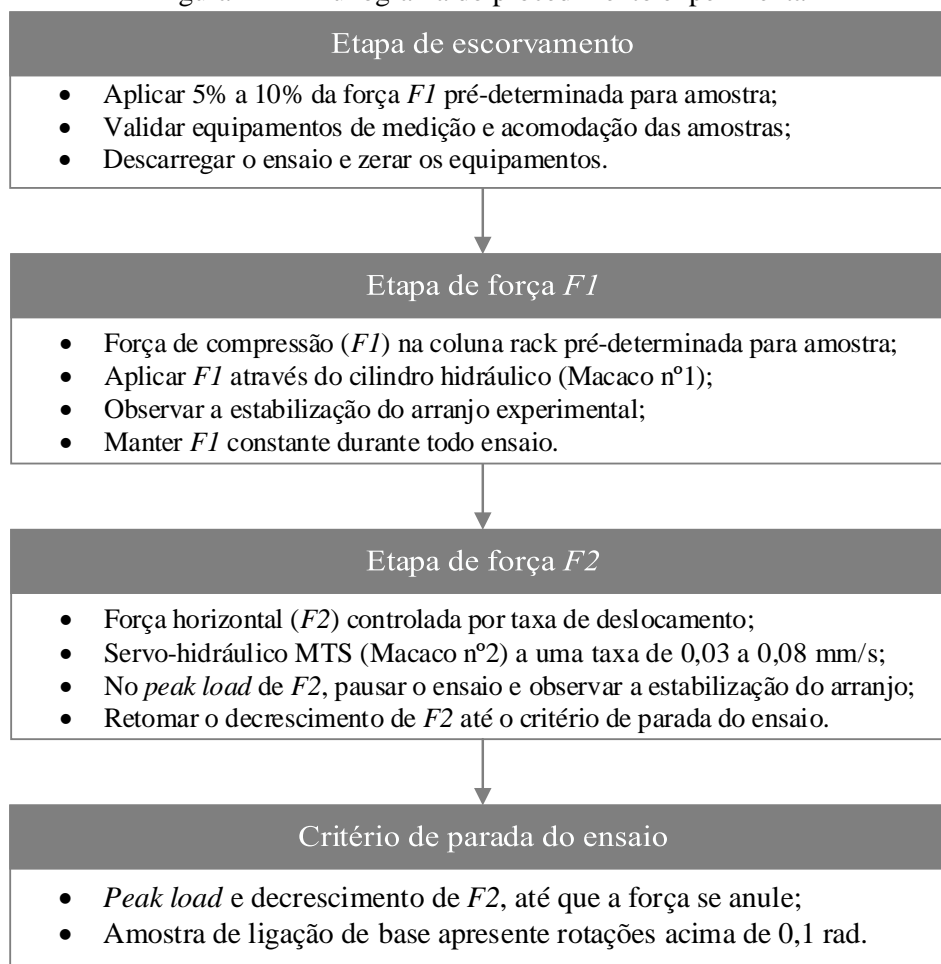 Etapa de escorvamento
• Aplicar 5% a 10% da força F1 pré-determinada para amostra;
• Validar equipamentos de medição e acomodação das amostras;
• Descarregar o ensaio e zerar os equipamentos.
Etapa de força F1
• Força de compressão (F1) na coluna rack pré-determinada para amostra;
• Aplicar F1 através do cilindro hidráulico (Macaco nº1);
• Observar a estabilização do arranjo experimental;
• Manter F1 constante durante todo ensaio.
Etapa de força F2
• Força horizontal (F2) controlada por taxa de deslocamento;
• Servo-hidráulico MTS (Macaco nº2) a uma taxa de 0,03 a 0,08 mm/s;
• No peak load de F2, pausar o ensaio e observar a estabilização do arranjo;
• Retomar o decrescimento de F2 até o critério de parada do ensaio.
Critério de parada do ensaio
• Peak load e decrescimento de F2, até que a força se anule;
• Amostra de ligação de base apresente rotações acima de 0,1 rad.